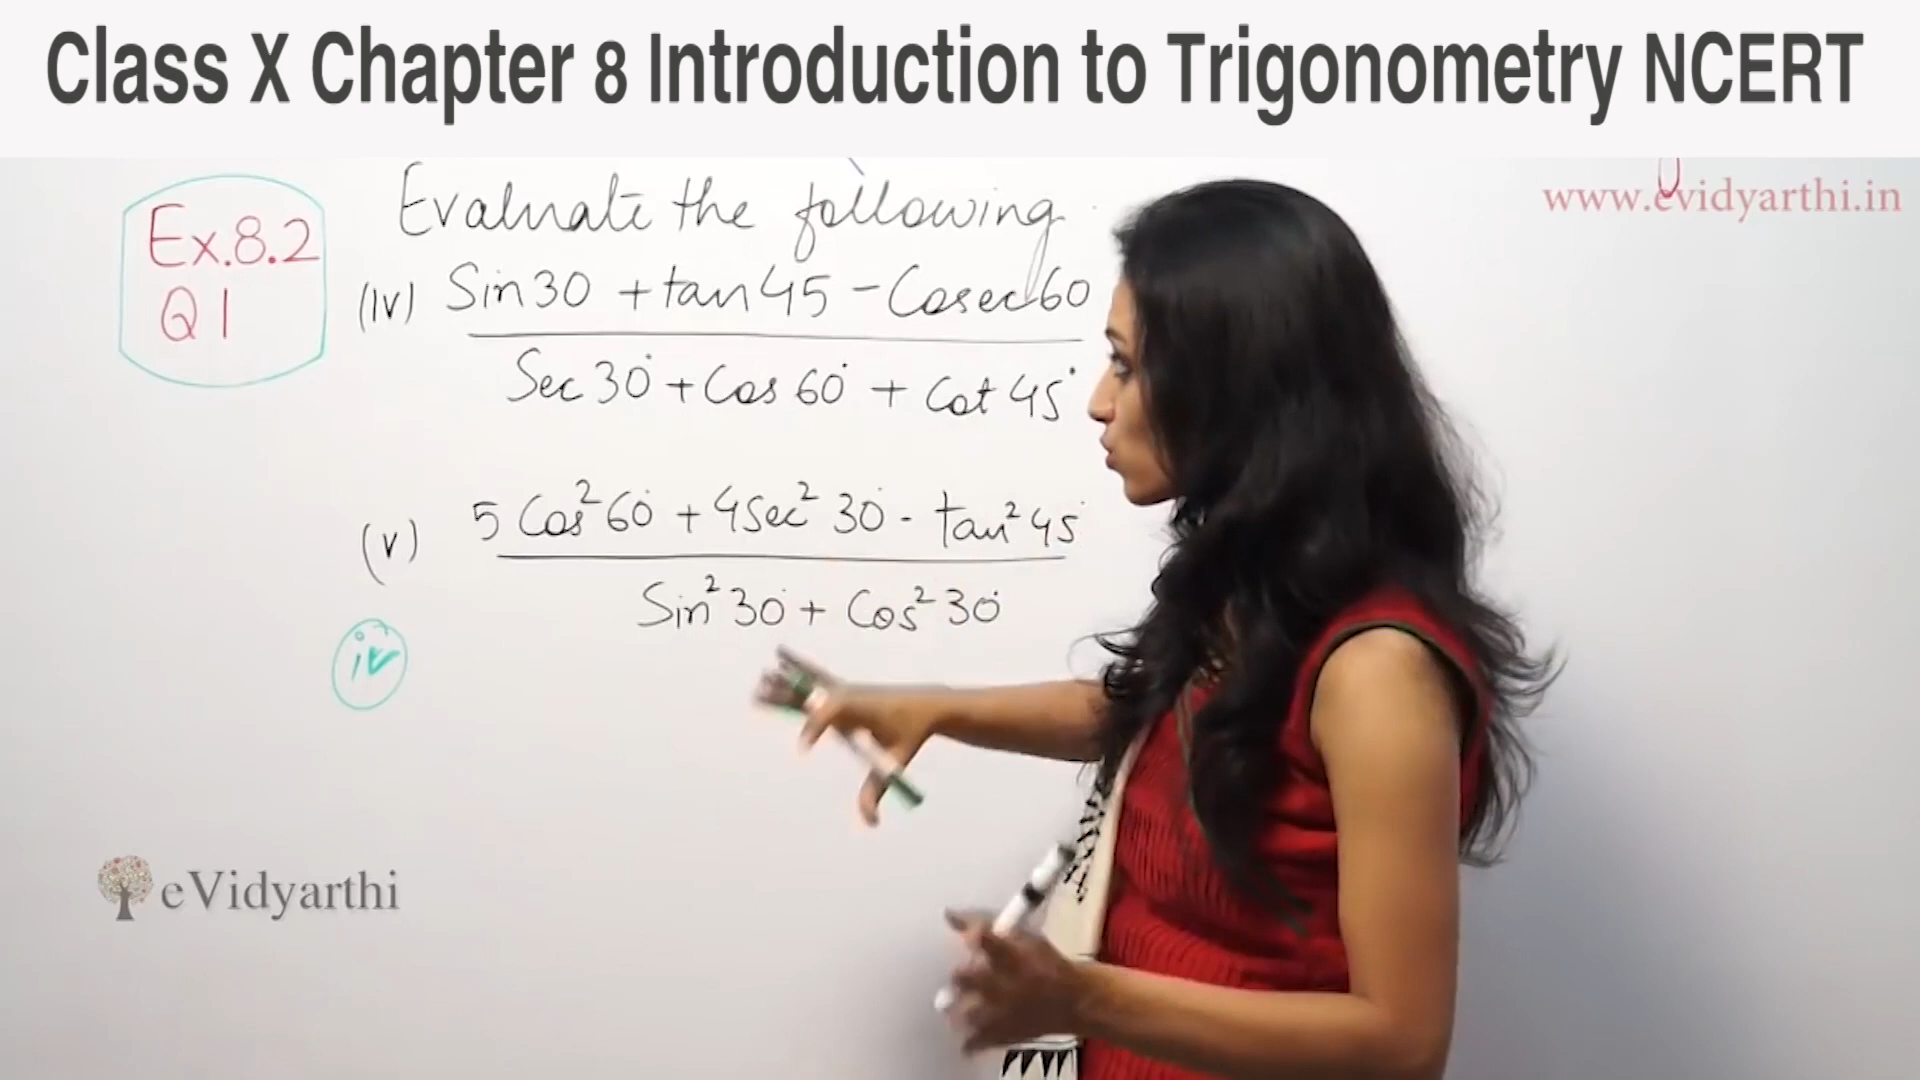 Class X Chapter 8 Introduction to Trigonometry NCERT
www.evidyarthi.in
Ex.8.2
Q1
Evaluate the following
(iv) Sin30 + tan45 - Cosec60
Sec30° + Cos60° + Cot45°
(v) 5Cos²60° + 4Sec²30° - tan²45°
Sin²30° + Cos²30°
iv
eVidyarthi